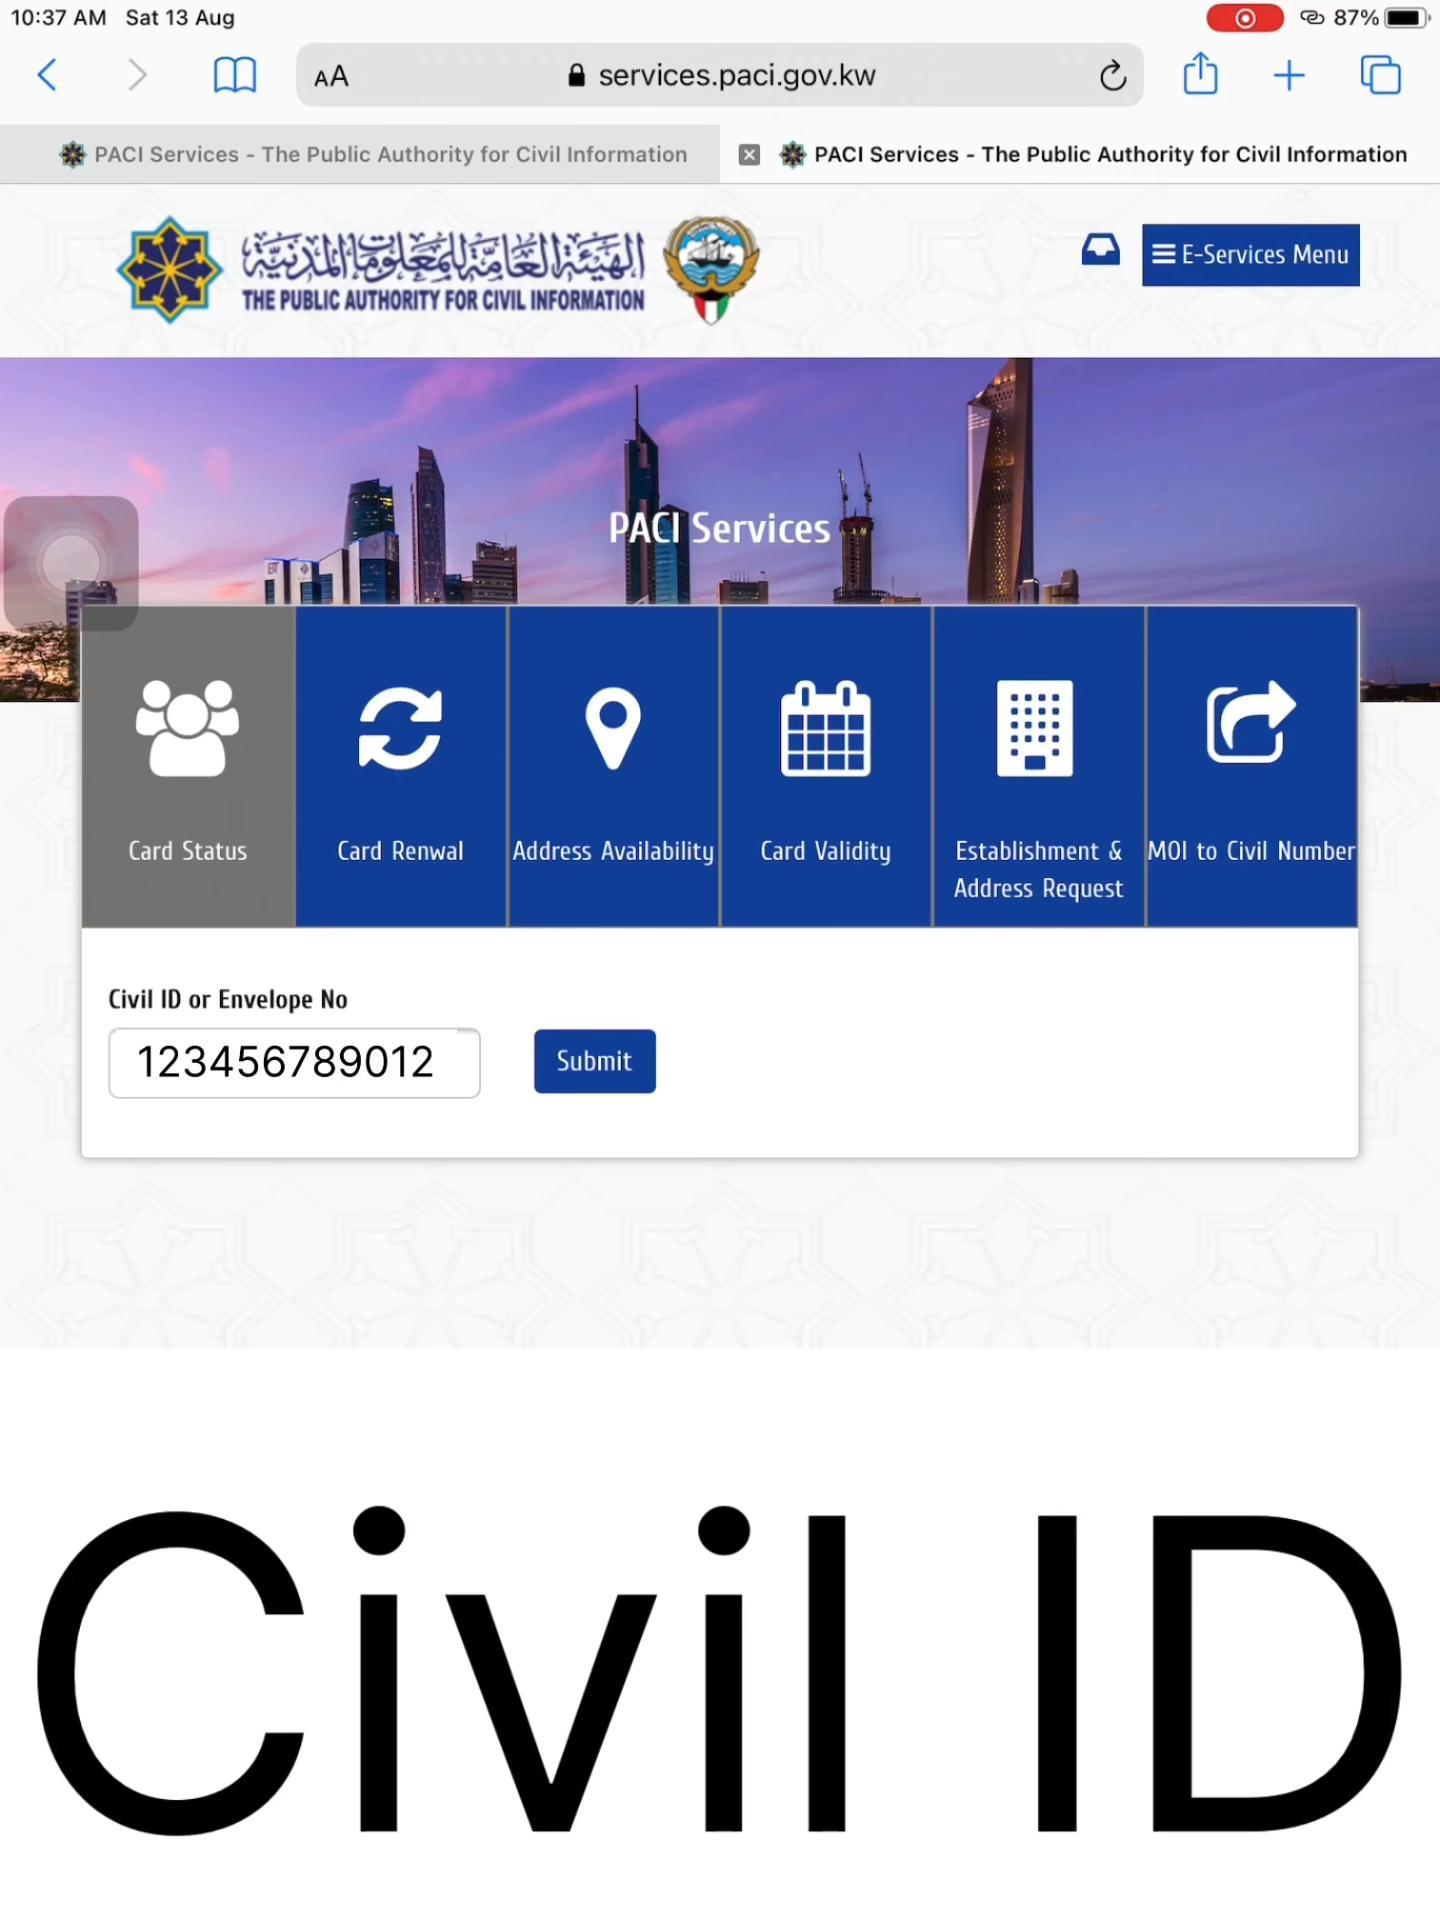 10:37 AM Sat 13 Aug
87%
AA services.paci.gov.kw
PACI Services - The Public Authority for Civil Information
PACI Services - The Public Authority for Civil Information
الهيئة العامة للمعلومات المدنية
THE PUBLIC AUTHORITY FOR CIVIL INFORMATION
E-Services Menu
PACI Services
Card Status
Card Renwal
Address Availability
Card Validity
Establishment &
Address Request
MOI to Civil Number
Civil ID or Envelope No
123456789012
Submit
Civil ID